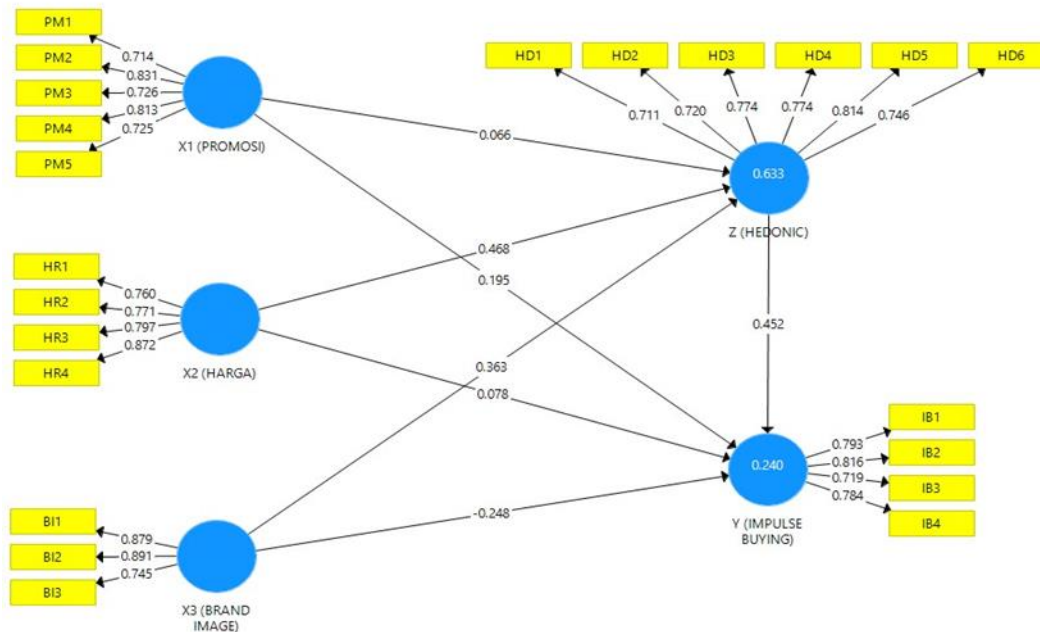 PM1
PM2
PM3
PM4
PM5
0.714
0.831
0.726
0.813
0.725
X1 (PROMOSI)
HD1
HD2
HD3
HD4
HD5
HD6
0.711
0.720
0.774
0.774
0.814
0.746
0.633
Z (HEDONIC)
0.066
0.468
0.195
0.452
HR1
HR2
HR3
HR4
0.760
0.771
0.797
0.872
X2 (HARGA)
0.363
0.078
-0.248
BI1
BI2
BI3
0.879
0.891
0.745
X3 (BRAND
IMAGE)
0.240
Y (IMPULSE
BUYING)
0.793
0.816
0.719
0.784
IB1
IB2
IB3
IB4